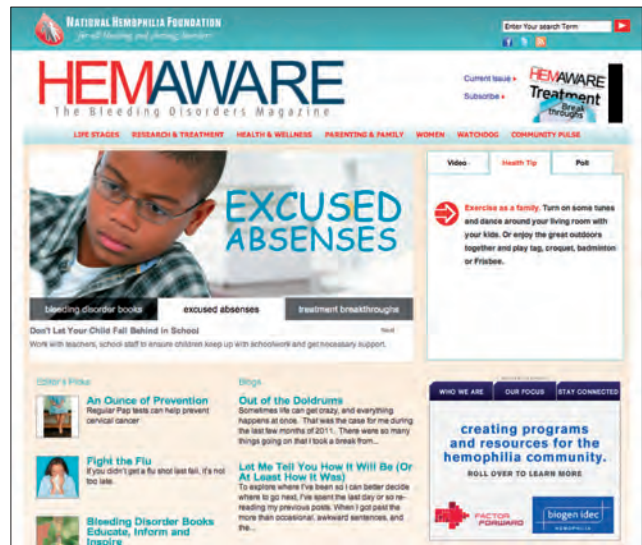 NATIONAL HEMOPHILIA FOUNDATION
for all bleeding and clotting disorders
Enter Your search Term
HEMAWARE
The Bleeding Disorders Magazine
Current Issue
Subscribe
HEMAWARE
Treatment
Break
throughs
LIFE STAGES RESEARCH & TREATMENT HEALTH & WELLNESS PARENTING & FAMILY WOMEN WATCHDOG COMMUNITY PULSE
EXCUSED
ABSENSES
bleeding disorder books excused absenses treatment breakthroughs
Don't Let Your Child Fall Behind in School
Next
Work with teachers, school staff to ensure children keep up with schoolwork and get necessary support.
Video Health Tip Poll
Exercise as a family. Turn on some tunes
and dance around your living room with
your kids. Or enjoy the great outdoors
together and play tag, croquet, badminton
or Frisbee.
Editor's Picks
An Ounce of Prevention
Regular Pap tests can help prevent
cervical cancer
Fight the Flu
If you didn't get a flu shot last fall, it's not
too late.
Bleeding Disorder Books
Educate, Inform and
Inspire
Blogs
Out of the Doldrums
Sometimes life can get crazy, and everything
happens at once. That was the case for me during
the last few months of 2011. There were so many
things going on that I took a break from...
Let Me Tell You How It Will Be (Or
At Least How It Was)
To explore where I've been so I can better decide
where to go next, I've spent the last day or so re-
reading my previous posts. When I got past the
more than occasional, awkward sentences, and
the...
ADVERTISEMENT
WHO WE ARE OUR FOCUS STAY CONNECTED
creating programs
and resources for the
hemophilia community.
ROLL OVER TO LEARN MORE
FACTOR
FORWARD
biogen idec
HEMOPHILIA